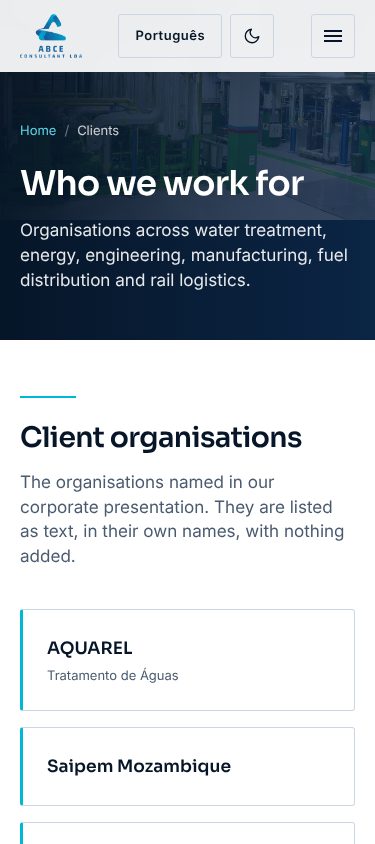 ABCE
CONSULTANT LDA
Português
Home / Clients
Who we work for
Organisations across water treatment,
energy, engineering, manufacturing, fuel
distribution and rail logistics.
Client organisations
The organisations named in our
corporate presentation. They are listed
as text, in their own names, with nothing
added.
AQUAREL
Tratamento de Águas
Saipem Mozambique